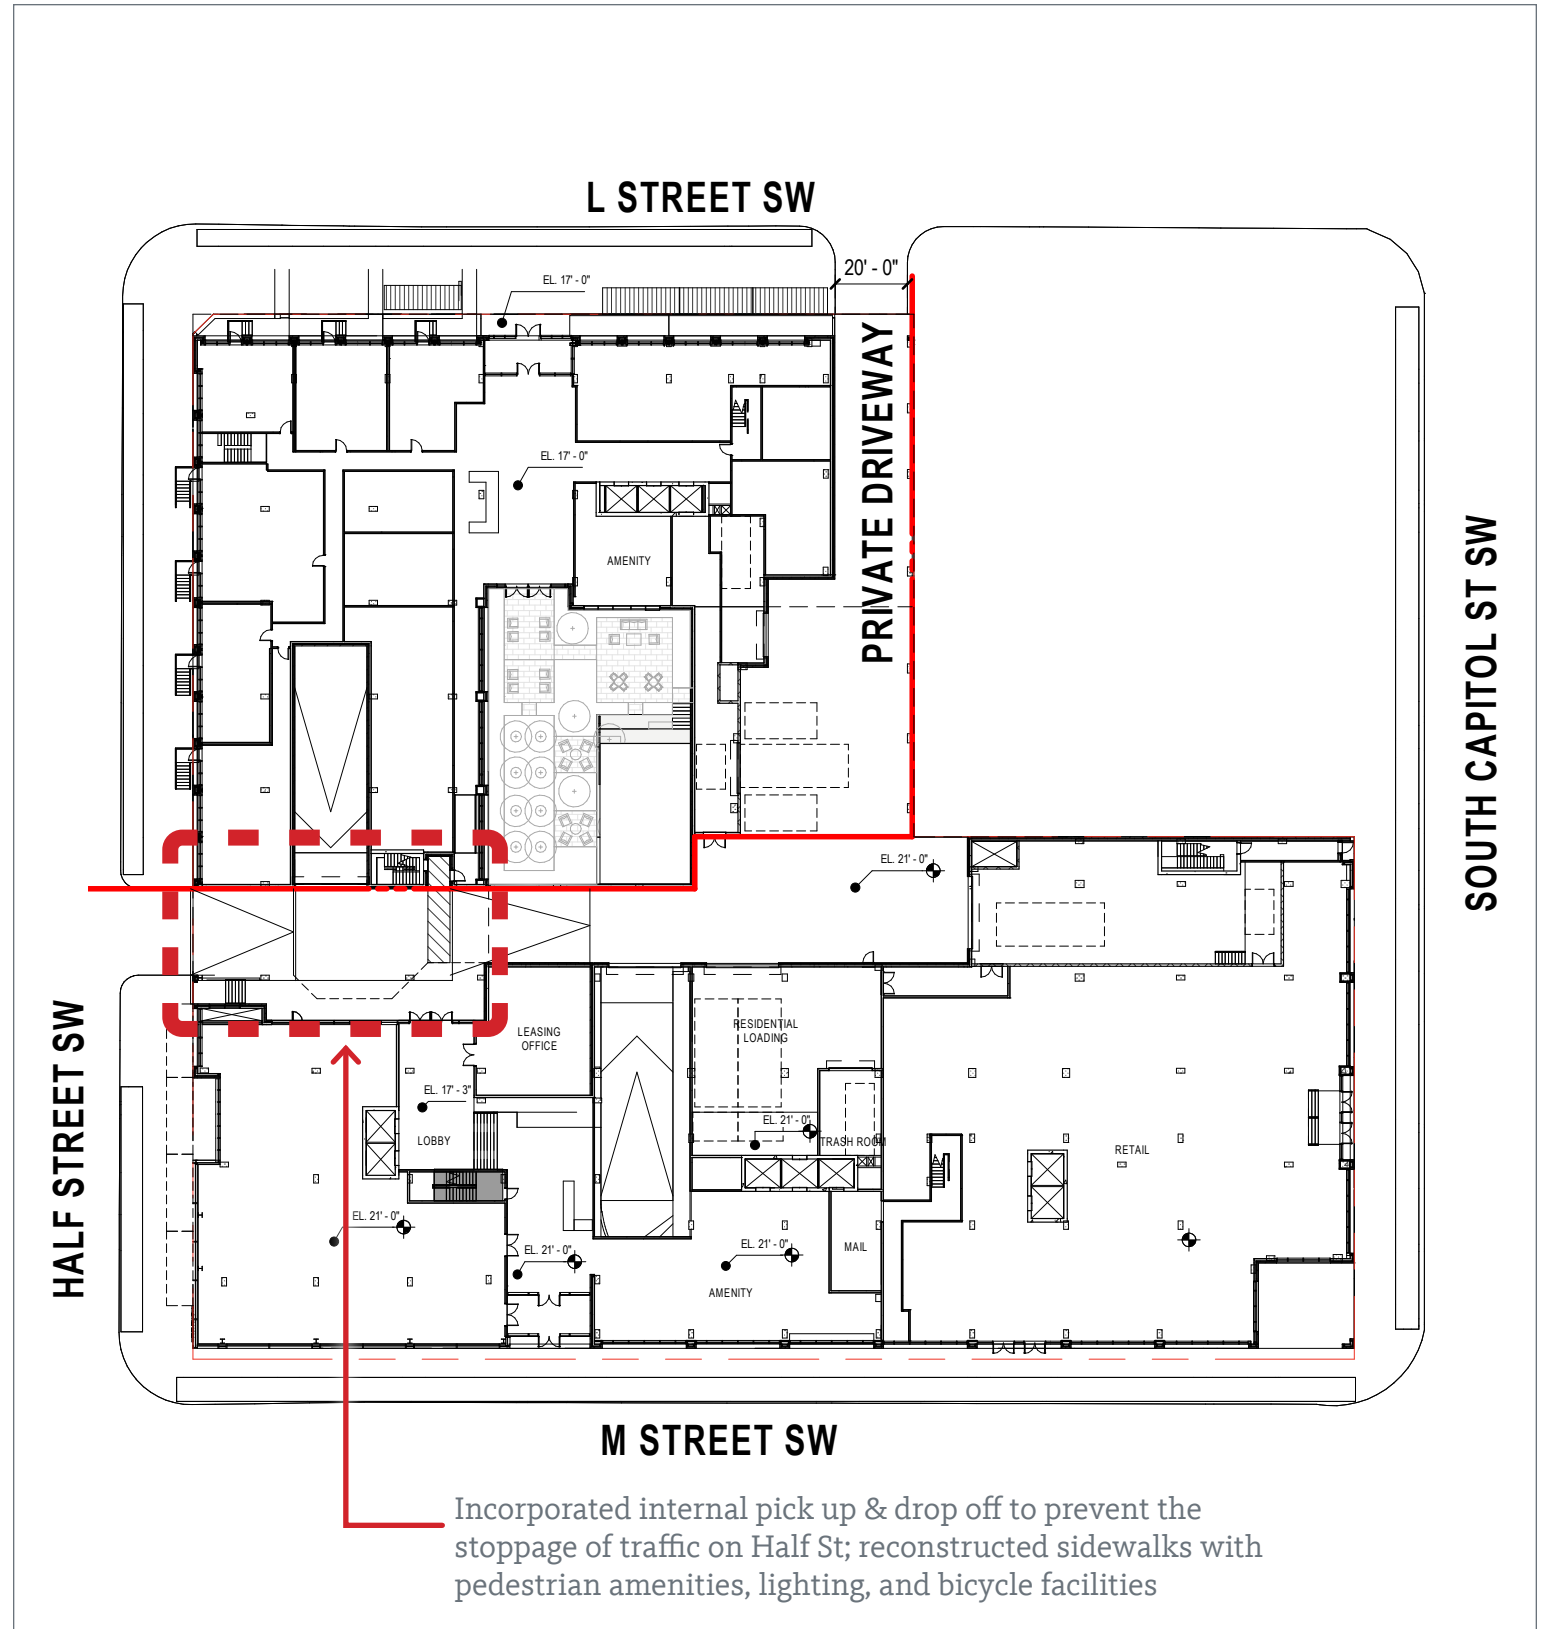 L STREET SW
20' - 0"
EL. 17' - 0"
PRIVATE DRIVEWAY
EL. 17' - 0"
AMENITY
SOUTH CAPITOL ST SW
EL. 21' - 0"
HALF STREET SW
LEASING
OFFICE
RESIDENTIAL
LOADING
EL. 17' - 3"
LOBBY
EL. 21' - 0"
TRASH ROOM
RETAIL
EL. 21' - 0"
EL. 21' - 0"
EL. 21' - 0"
MAIL
AMENITY
M STREET SW
Incorporated internal pick up & drop off to prevent the
stoppage of traffic on Half St; reconstructed sidewalks with
pedestrian amenities, lighting, and bicycle facilities